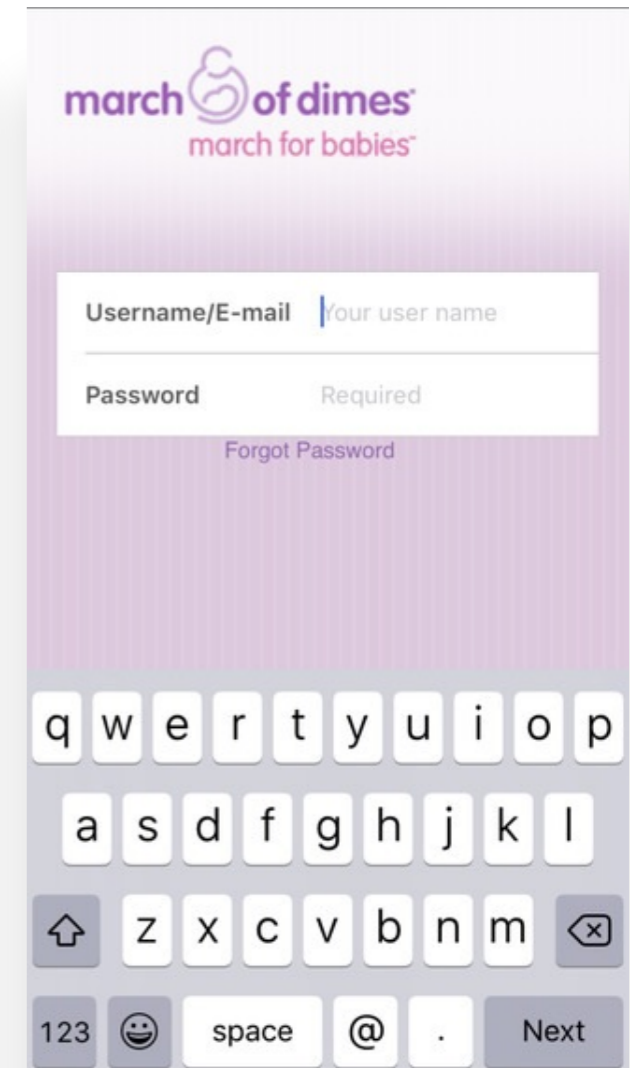 march of dimes
march for babies
Username/E-mail Your user name
Password Required
Forgot Password
q w e r t y u i o p
a s d f g h j k l
z x c v b n m
123 space @ . Next